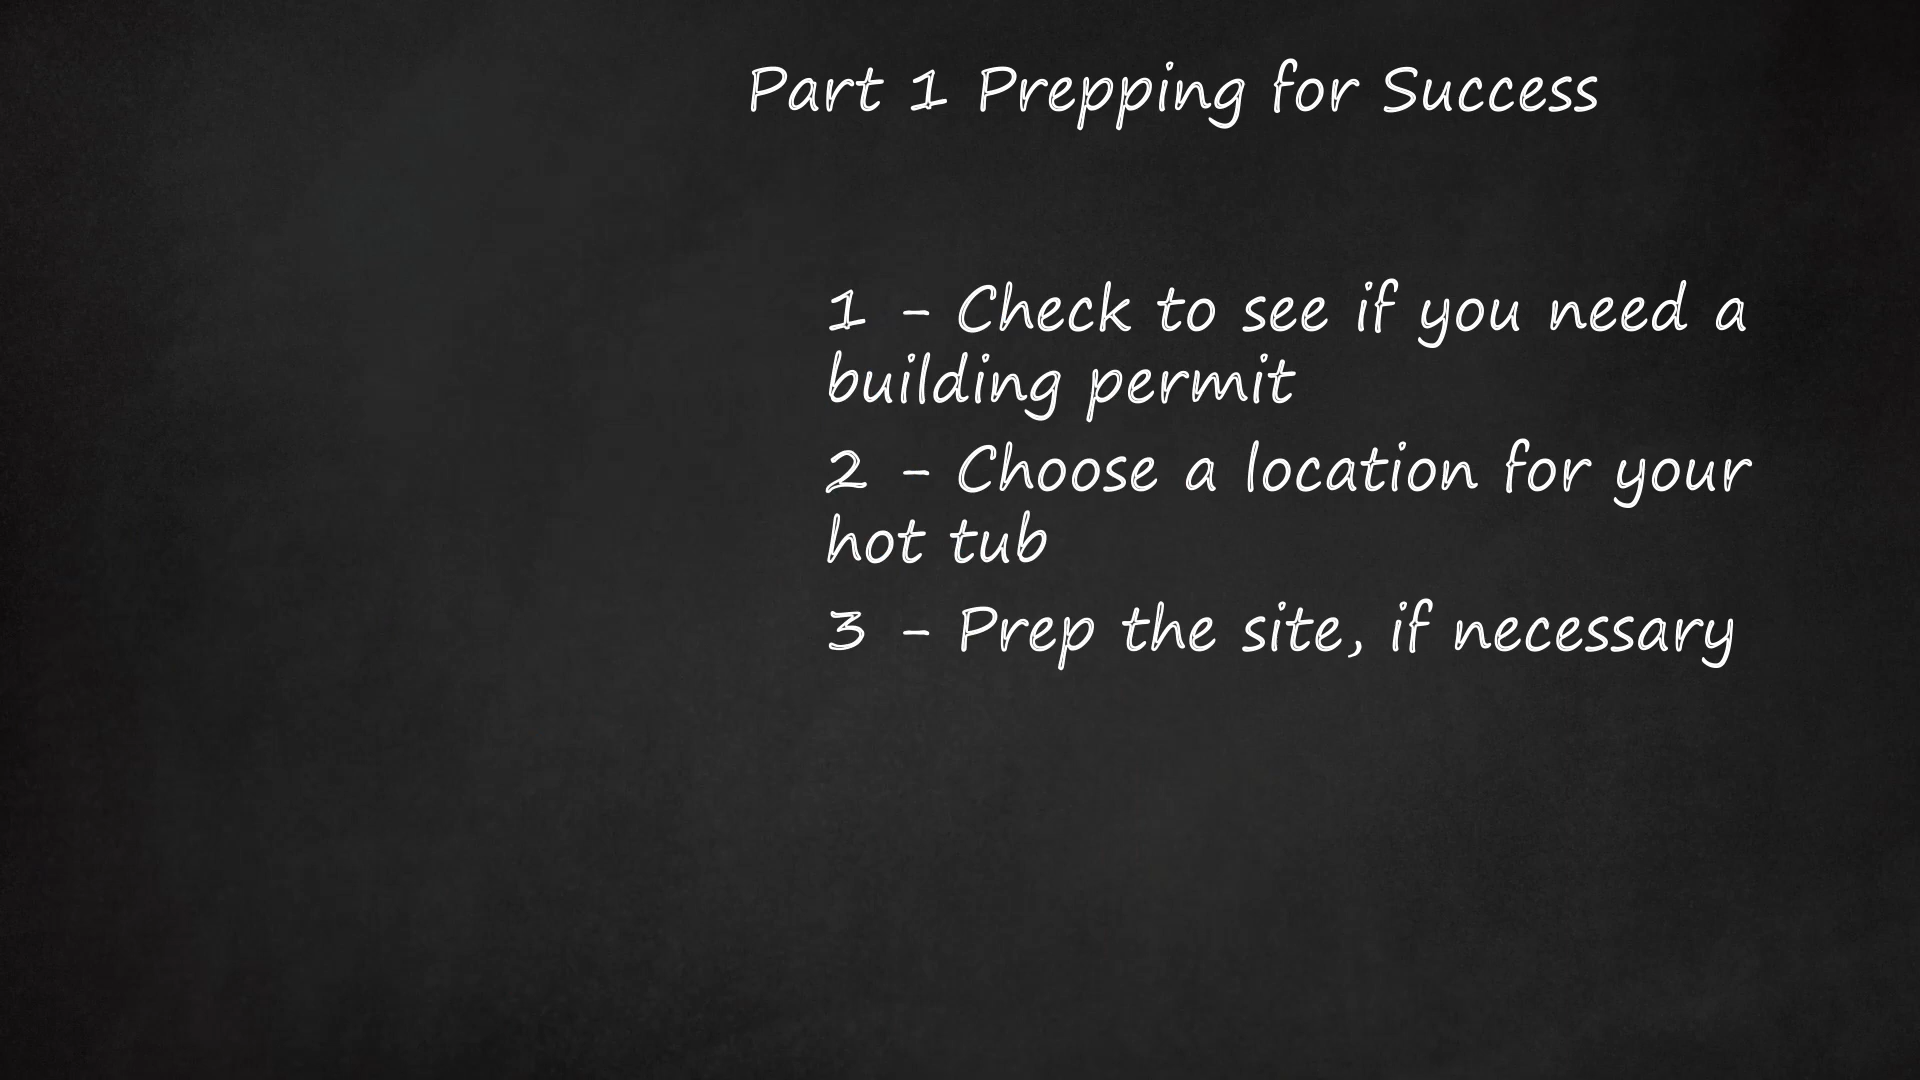 Part 1 Prepping for Success
1 - Check to see if you need a
building permit
2 - Choose a location for your
hot tub
3 - Prep the site, if necessary